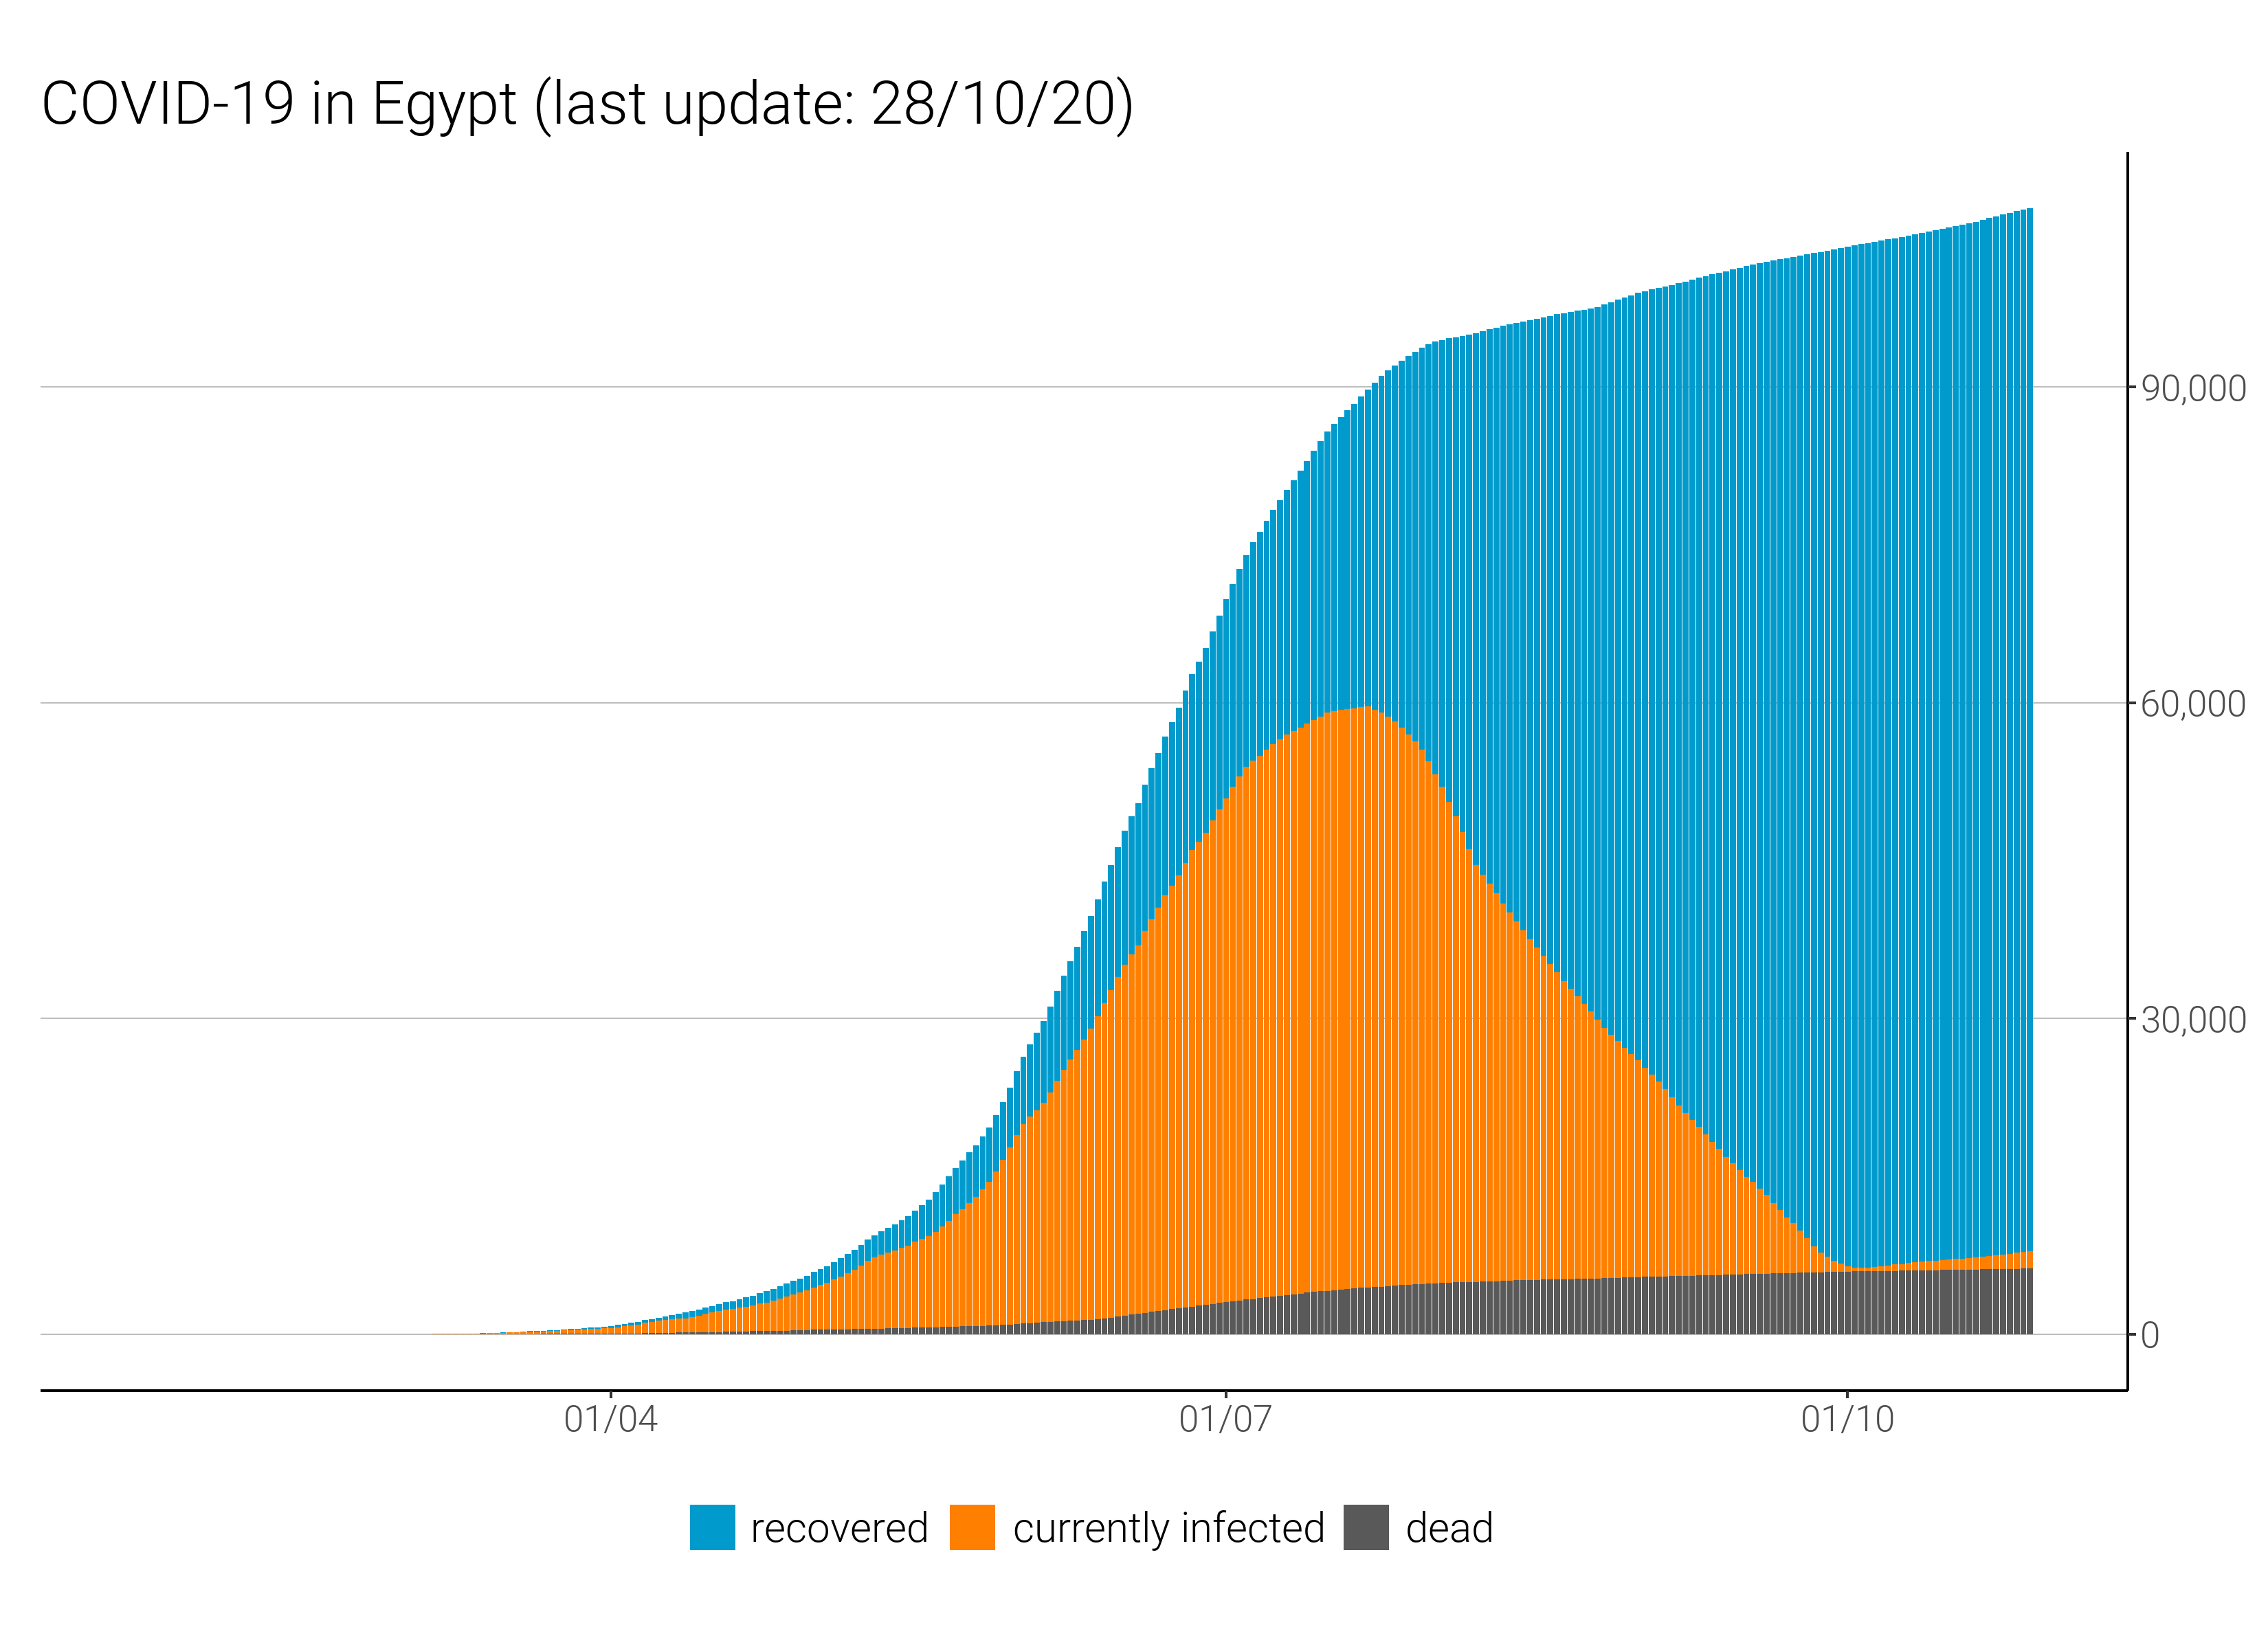 COVID-19 in Egypt (last update: 28/10/20)
90,000
60,000
30,000
0
01/04 01/07 01/10
recovered currently infected dead